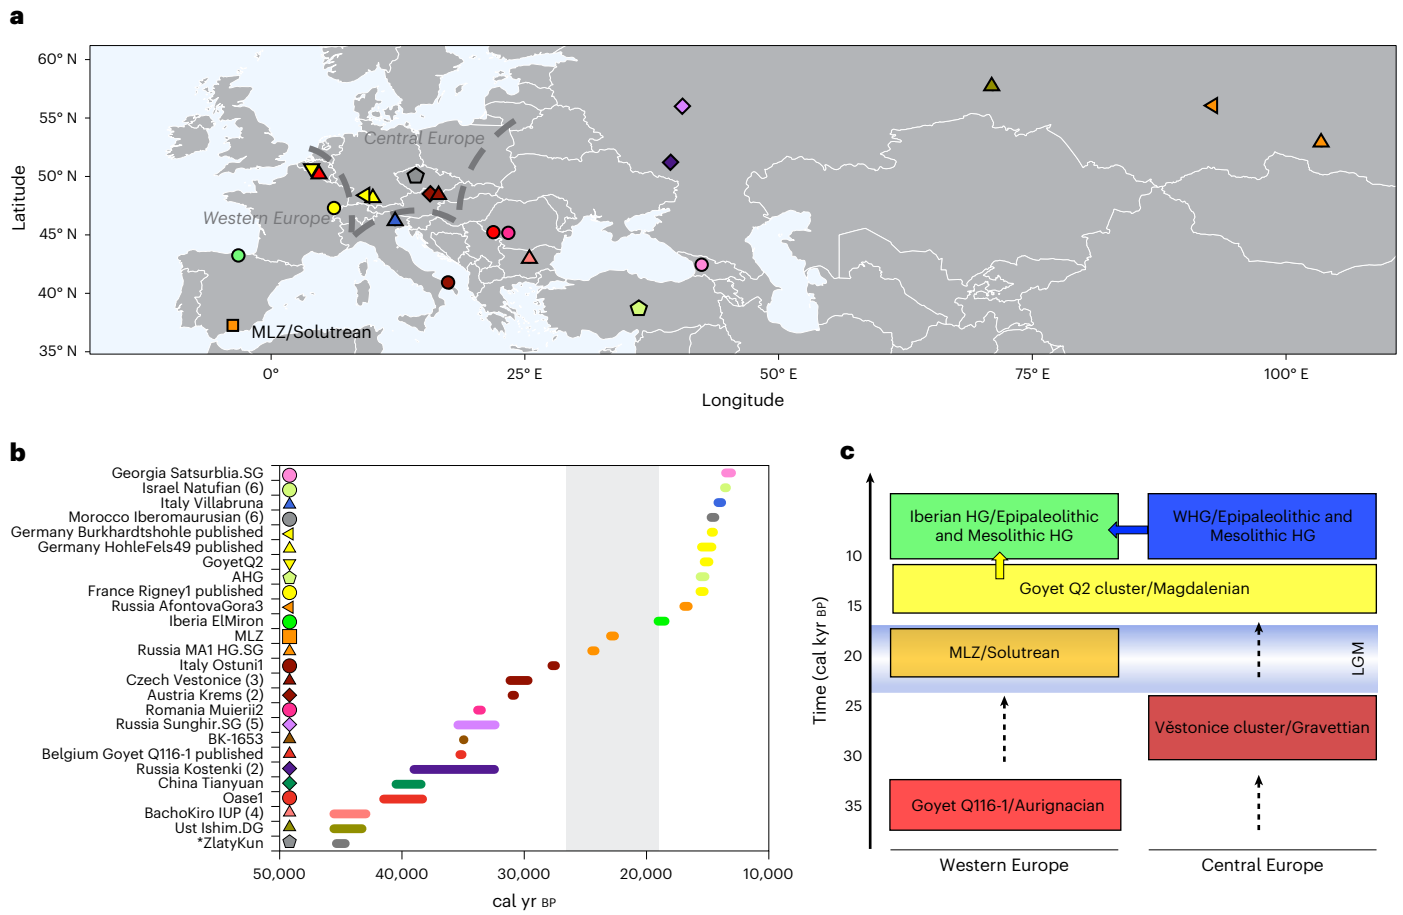 a
60° N
55° N
50° N
45° N
40° N
35° N
Latitude
Central Europe
Western Europe
MLZ/Solutrean
0°
25° E
50° E
75° E
100° E
Longitude
b
Georgia Satsurblia.SG
Israel Natufian (6)
Italy Villabruna
Morocco Iberomaurusian (6)
Germany Burkhardtshohle published
Germany HohleFels49 published
GoyetQ2
AHG
France Rigney1 published
Russia AfontovaGora3
Iberia ElMiron
MLZ
Russia MA1 HG.SG
Italy Ostuni1
Czech Vestonice (3)
Austria Krems (2)
Romania Muierii2
Russia Sunghir.SG (5)
BK-1653
Belgium Goyet Q116-1 published
Russia Kostenki (2)
China Tianyuan
Oase1
BachoKiro IUP (4)
Ust Ishim.DG
*ZlatyKun
50,000
40,000
30,000
20,000
10,000
cal yr BP
c
Time (cal kyr BP)
10
15
20
25
30
35
Iberian HG/Epipaleolithic
and Mesolithic HG
WHG/Epipaleolithic and
Mesolithic HG
Goyet Q2 cluster/Magdalenian
MLZ/Solutrean
LGM
Věstonice cluster/Gravettian
Goyet Q116-1/Aurignacian
Western Europe
Central Europe